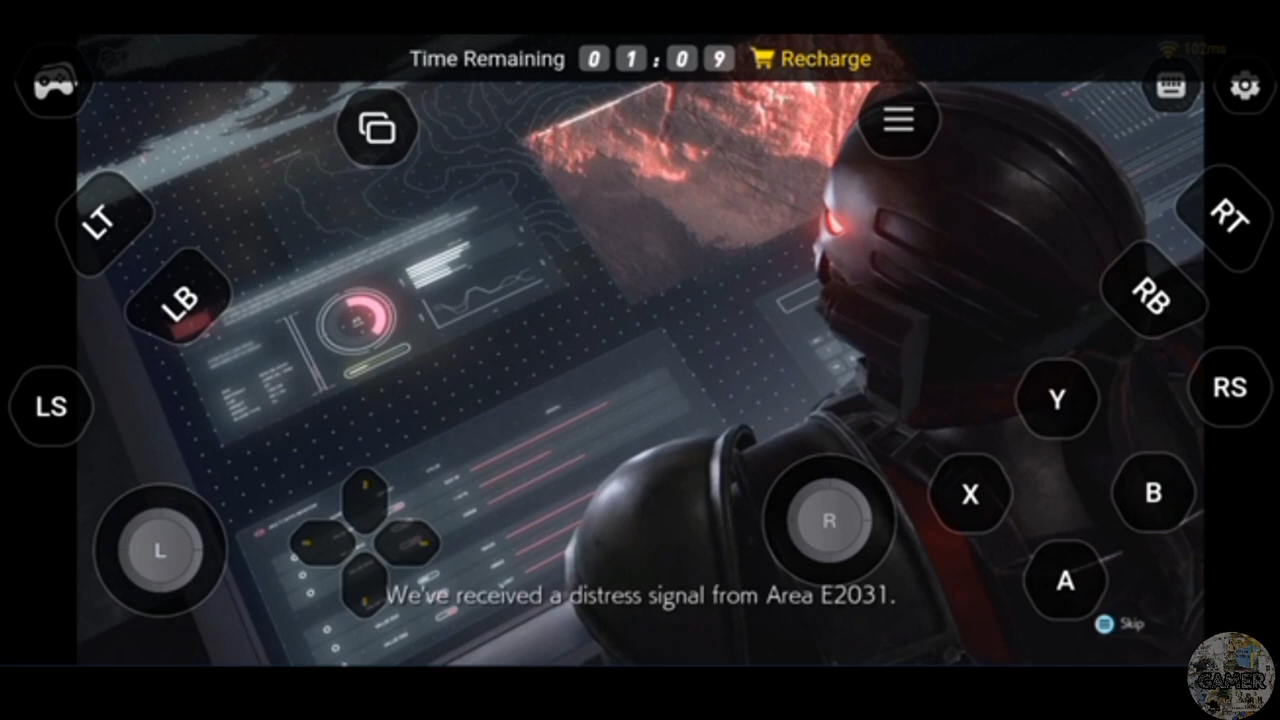 Time Remaining 0 1 : 0 9 Recharge
102ms
LT
RT
LB
RB
LS
RS
Y
X
B
L
R
A
We've received a distress signal from Area E2031.
Skip
GAMER